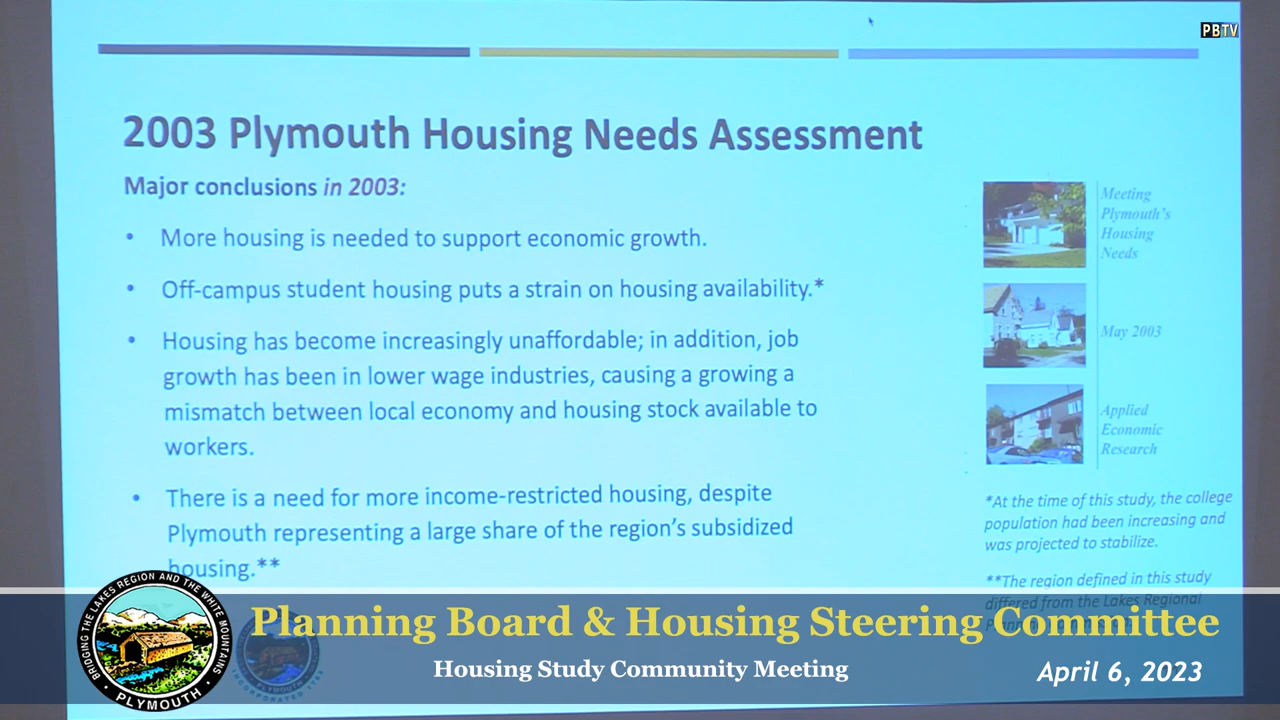 PBTV
2003 Plymouth Housing Needs Assessment
Major conclusions in 2003:
• More housing is needed to support economic growth.
• Off-campus student housing puts a strain on housing availability.*
• Housing has become increasingly unaffordable; in addition, job
growth has been in lower wage industries, causing a growing a
mismatch between local economy and housing stock available to
workers.
• There is a need for more income-restricted housing, despite
Plymouth representing a large share of the region's subsidized
housing.**
Meeting
Plymouth's
Housing
Needs
May 2003
Applied
Economic
Research
*At the time of this study, the college
population had been increasing and
was projected to stabilize.
**The region defined in this study
differed from the Lakes Regional
BRIDGING THE LAKES REGION AND THE WHITE MOUNTAINS
• PLYMOUTH •
Planning Board & Housing Steering Committee
Housing Study Community Meeting
April 6, 2023